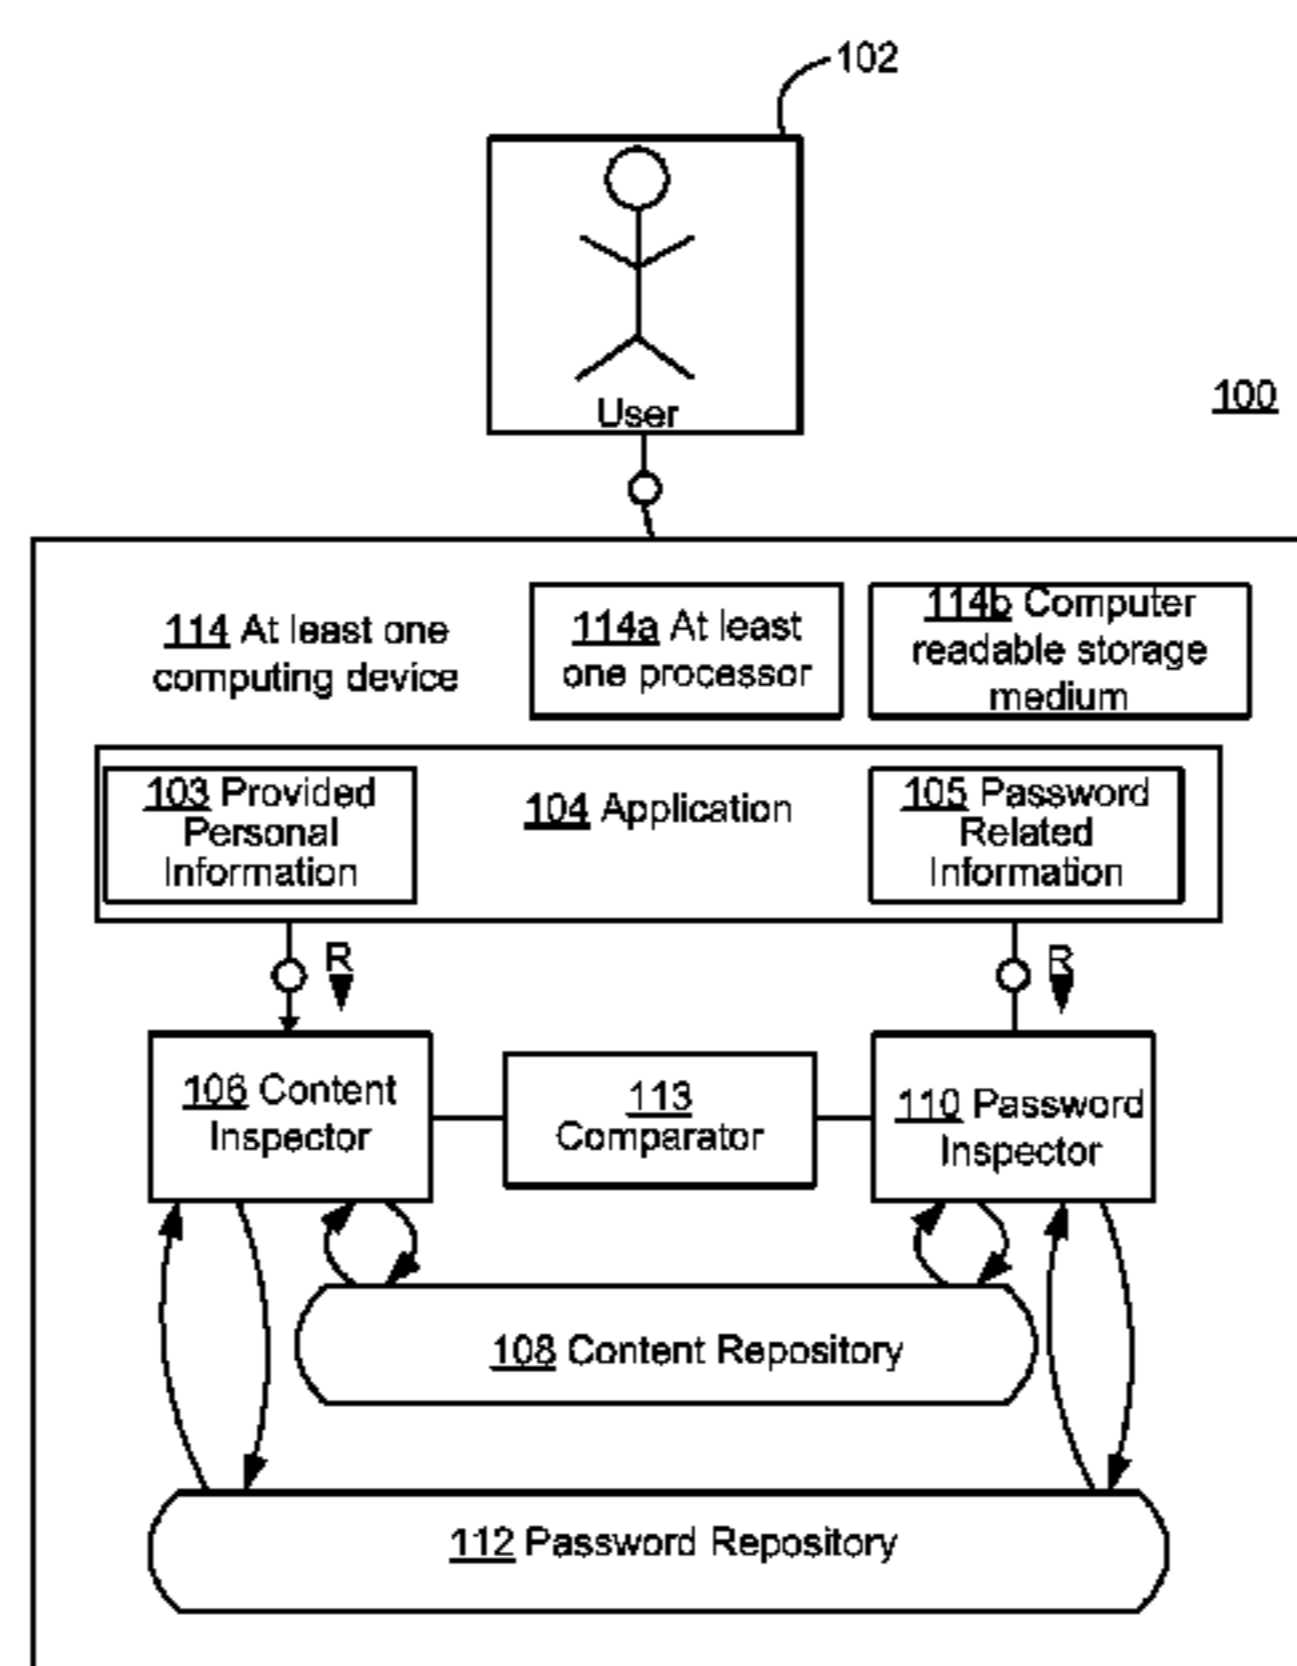 102
User
100
114 At least one
computing device
114a At least
one processor
114b Computer
readable storage
medium
103 Provided
Personal
Information
104 Application
105 Password
Related
Information
R
R
106 Content
Inspector
113
Comparator
110 Password
Inspector
108 Content Repository
112 Password Repository